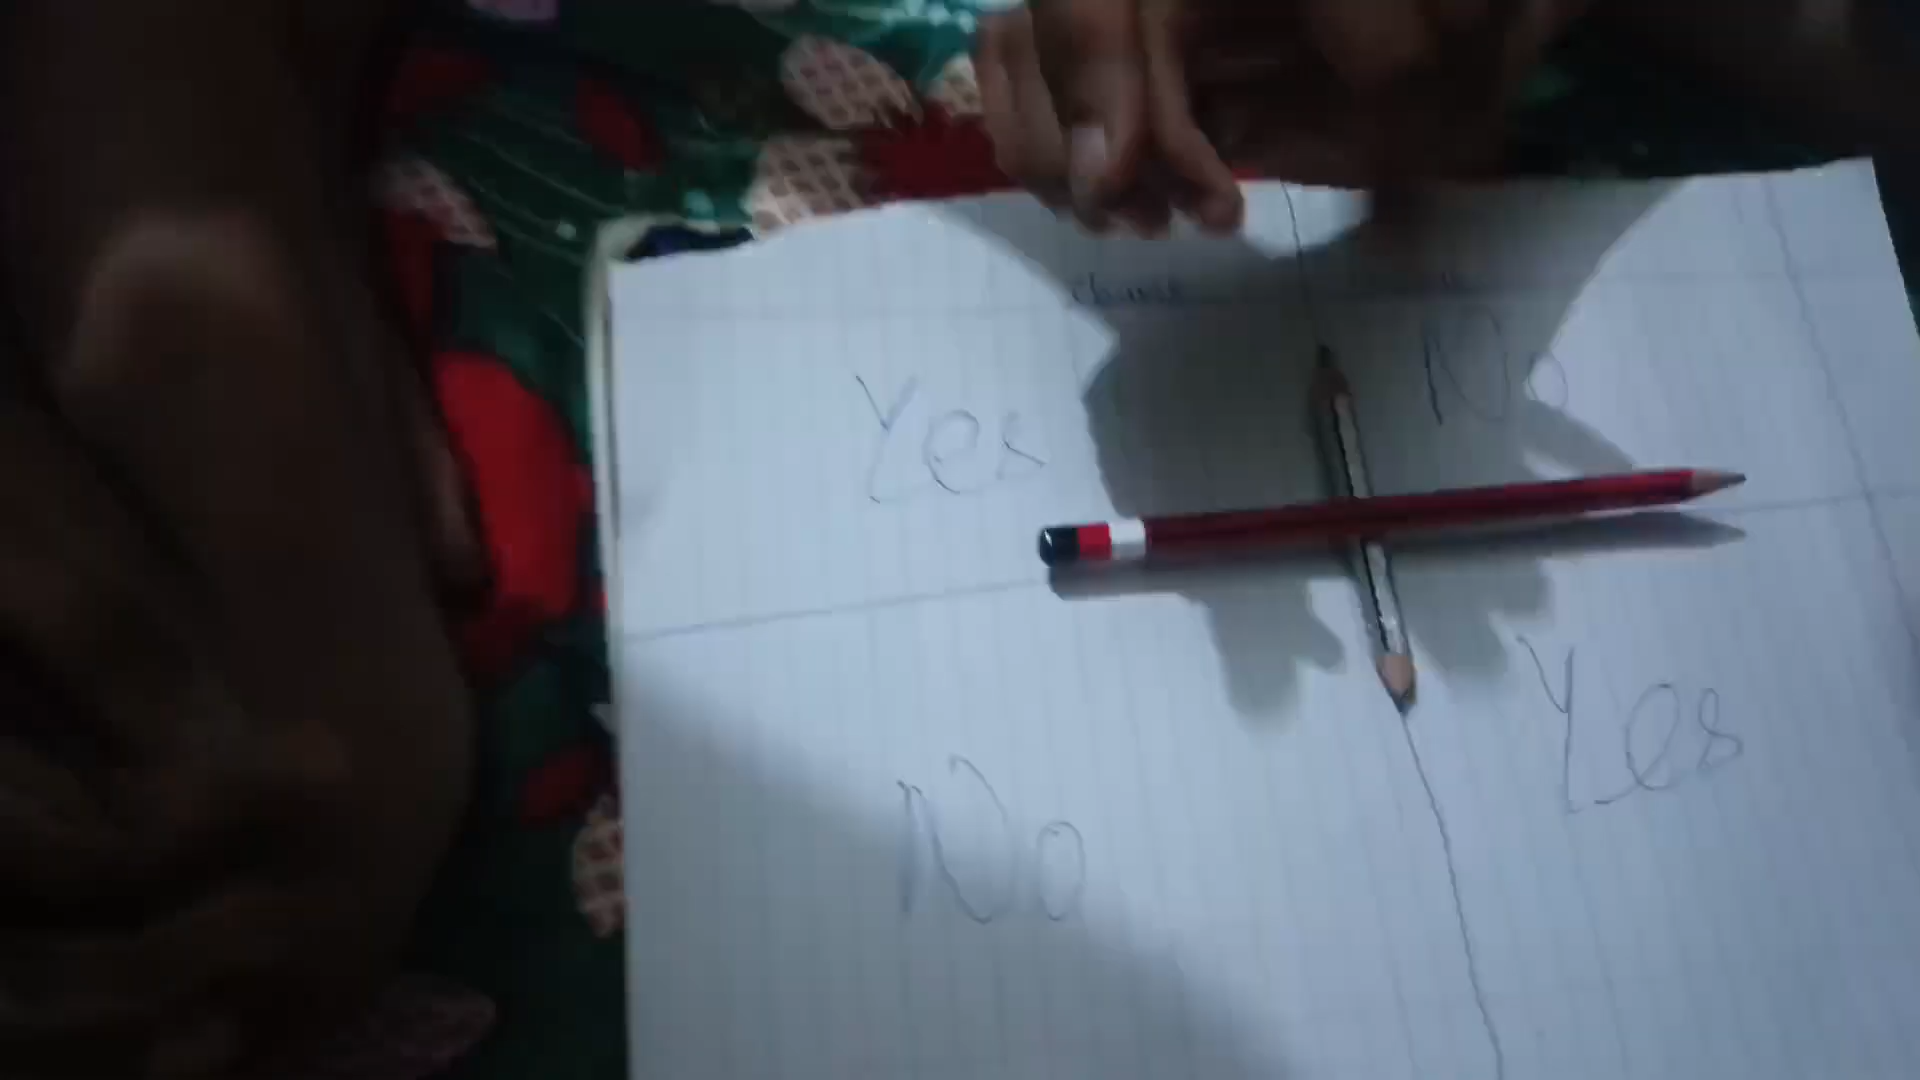 Yes No
No Yes